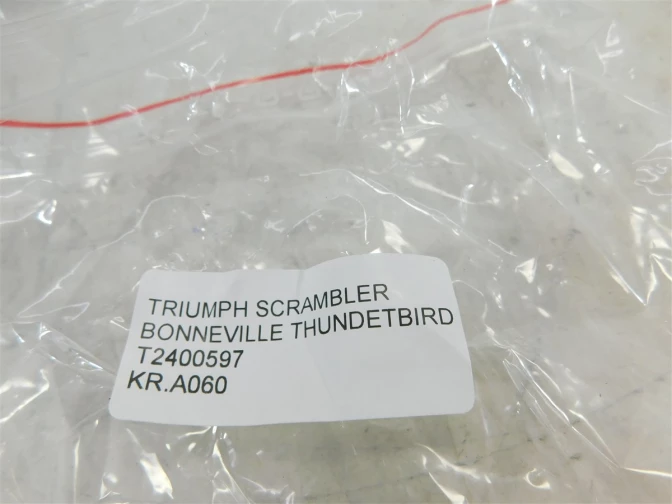 TRIUMPH SCRAMBLER
BONNEVILLE THUNDETBIRD
T2400597
KR.A060